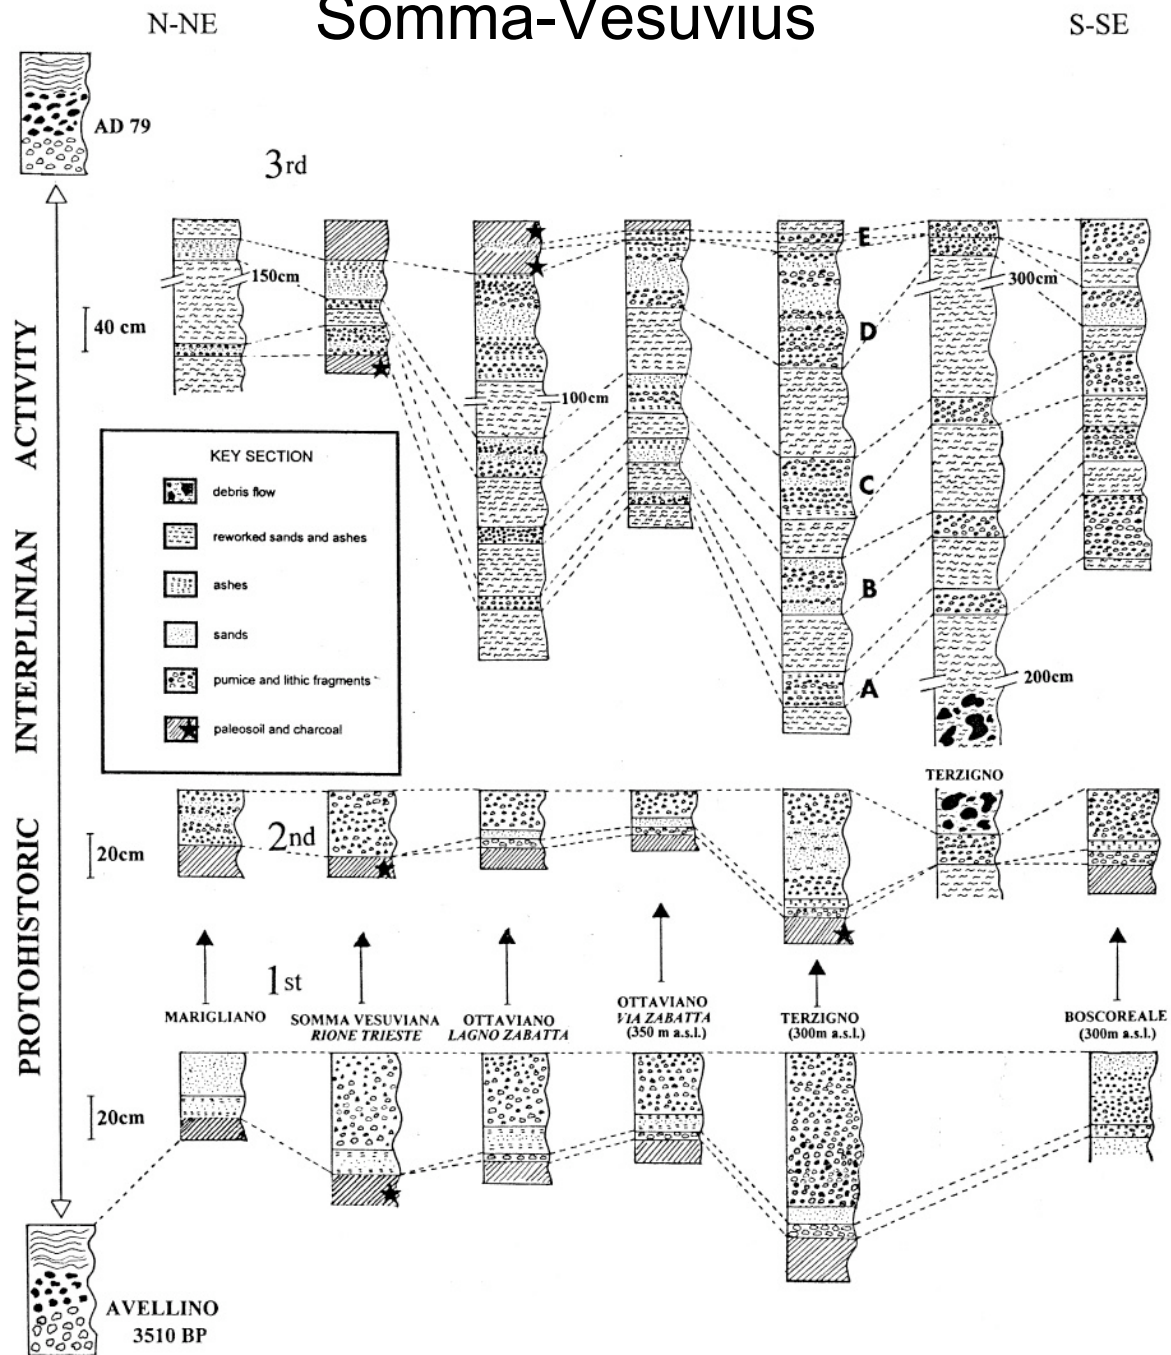 Somma-Vesuvius
N-NE
S-SE
AD 79
3rd
150cm
40 cm
100cm
300cm
200cm
E
D
C
B
A
KEY SECTION
debris flow
reworked sands and ashes
ashes
sands
pumice and lithic fragments
paleosoil and charcoal
PROTOHISTORIC INTERPLINIAN ACTIVITY
TERZIGNO
2nd
20cm
1st
MARIGLIANO
SOMMA VESUVIANA
RIONE TRIESTE
OTTAVIANO
LAGNO ZABATTA
OTTAVIANO
VIA ZABATTA
(350 m a.s.l.)
TERZIGNO
(300m a.s.l.)
BOSCOREALE
(300m a.s.l.)
20cm
AVELLINO
3510 BP